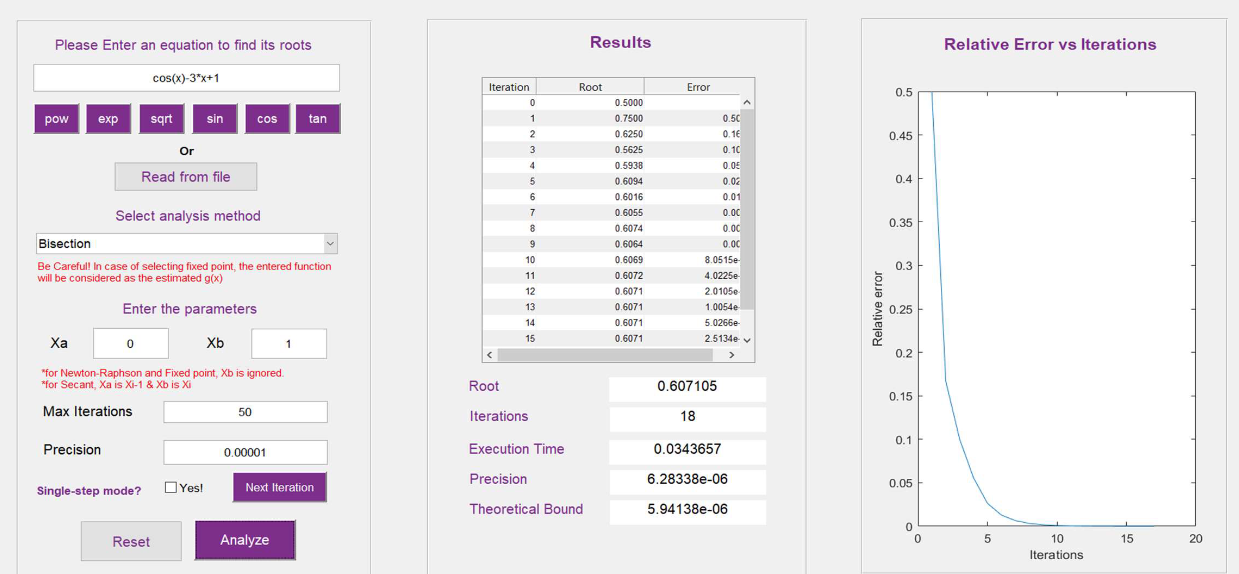 Please Enter an equation to find its roots
cos(x)-3*x+1
pow exp sqrt sin cos tan
Or
Read from file
Select analysis method
Bisection
Be Careful! In case of selecting fixed point, the entered function
will be considered as the estimated g(x)
Enter the parameters
Xa 0 Xb 1
*for Newton-Raphson and Fixed point, Xb is ignored.
*for Secant, Xa is Xi-1 & Xb is Xi
Max Iterations 50
Precision 0.00001
Single-step mode? Yes! Next Iteration
Reset Analyze
Results
Iteration Root Error
0 0.5000
1 0.7500 0.50
2 0.6250 0.16
3 0.5625 0.10
4 0.5938 0.05
5 0.6094 0.02
6 0.6016 0.01
7 0.6055 0.00
8 0.6074 0.00
9 0.6064 0.00
10 0.6069 8.0515e-
11 0.6072 4.0225e-
12 0.6071 2.0105e-
13 0.6071 1.0054e-
14 0.6071 5.0266e-
15 0.6071 2.5134e-
Root 0.607105
Iterations 18
Execution Time 0.0343657
Precision 6.28338e-06
Theoretical Bound 5.94138e-06
Relative Error vs Iterations
0.5
0.45
0.4
0.35
0.3
0.25
0.2
0.15
0.1
0.05
0
Relative error
0 5 10 15 20
Iterations